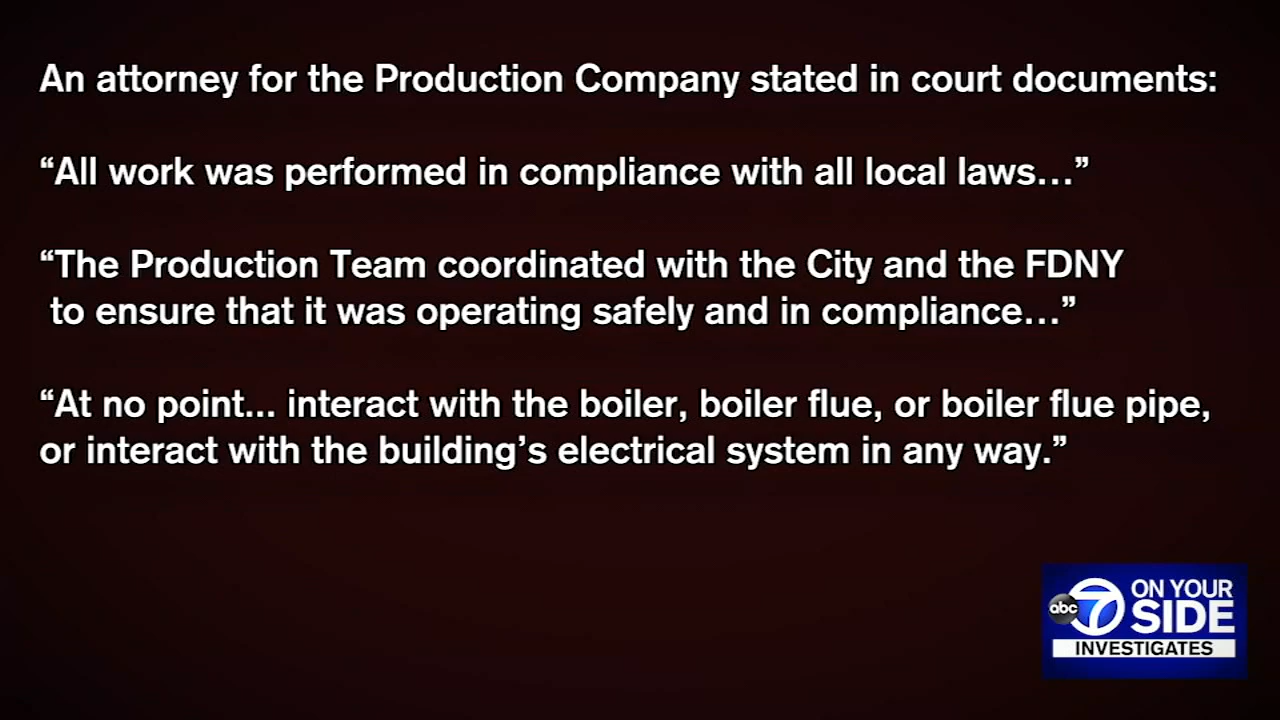 An attorney for the Production Company stated in court documents:
“All work was performed in compliance with all local laws...”
“The Production Team coordinated with the City and the FDNY
to ensure that it was operating safely and in compliance...”
“At no point... interact with the boiler, boiler flue, or boiler flue pipe,
or interact with the building’s electrical system in any way.”
abc 7 ON YOUR
SIDE
INVESTIGATES